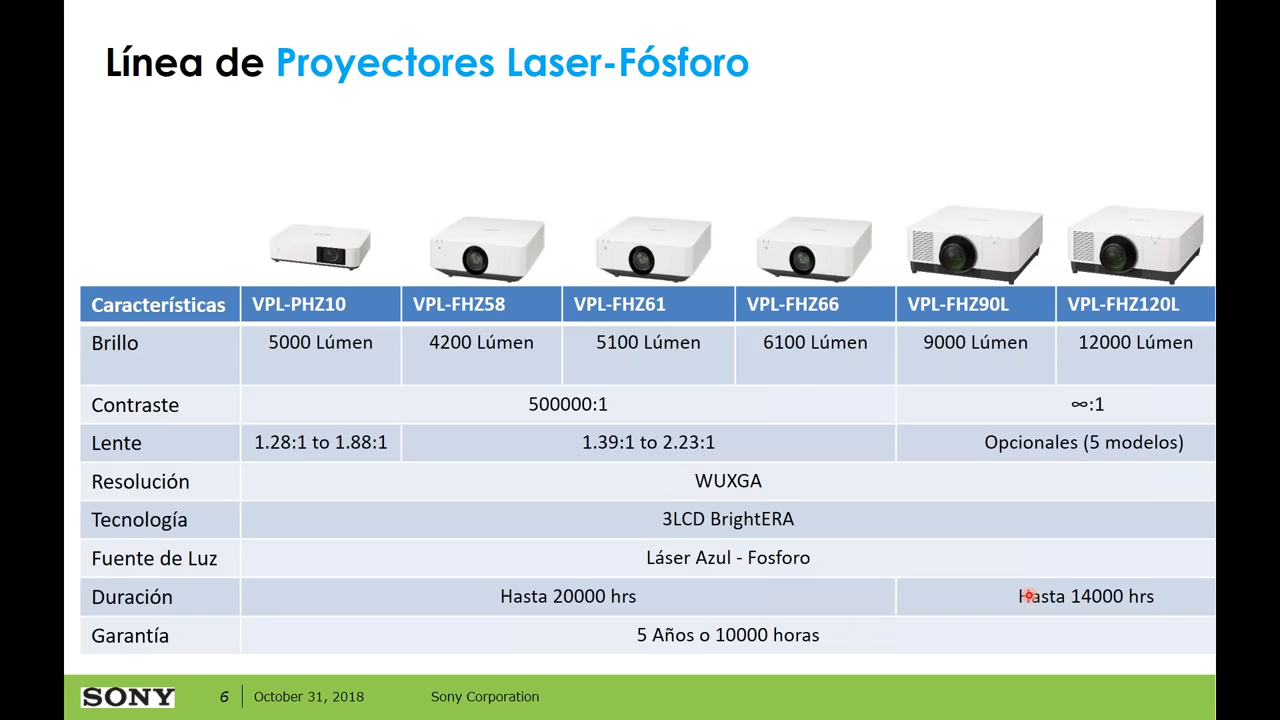 Línea de Proyectores Laser-Fósforo
Características VPL-PHZ10 VPL-FHZ58 VPL-FHZ61 VPL-FHZ66 VPL-FHZ90L VPL-FHZ120L
Brillo 5000 Lúmen 4200 Lúmen 5100 Lúmen 6100 Lúmen 9000 Lúmen 12000 Lúmen
Contraste 500000:1 ∞:1
Lente 1.28:1 to 1.88:1 1.39:1 to 2.23:1 Opcionales (5 modelos)
Resolución WUXGA
Tecnología 3LCD BrightERA
Fuente de Luz Láser Azul - Fosforo
Duración Hasta 20000 hrs Hasta 14000 hrs
Garantía 5 Años o 10000 horas
SONY 6 October 31, 2018 Sony Corporation